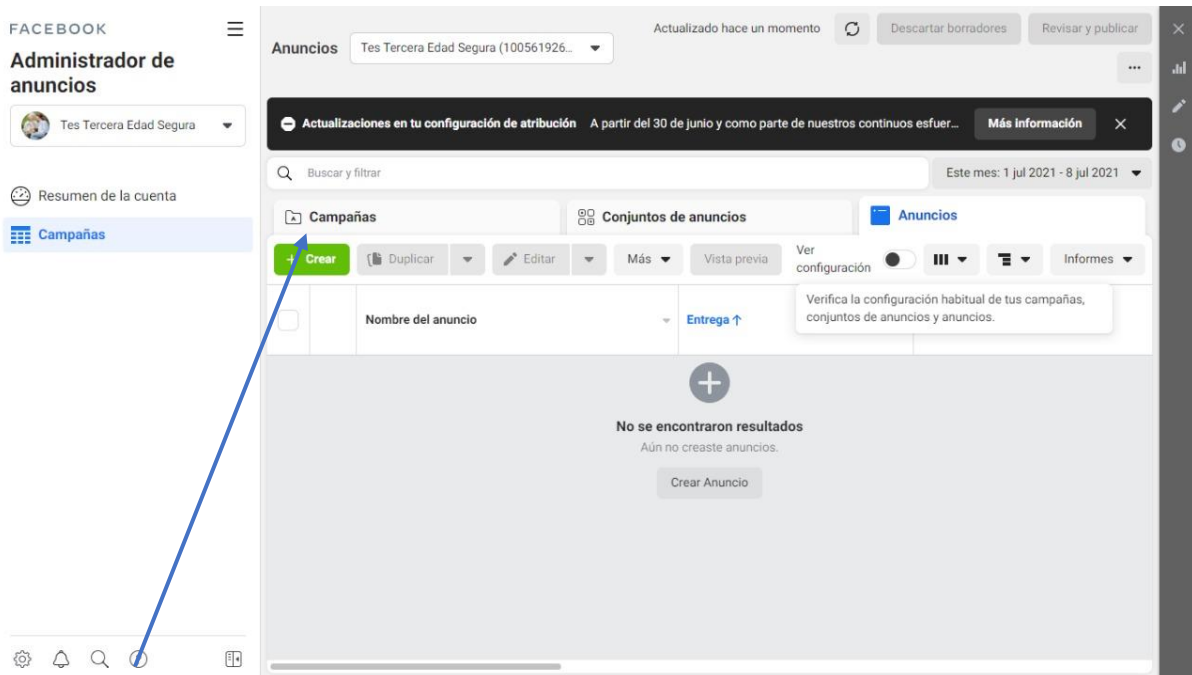 FACEBOOK
Administrador de
anuncios
Tes Tercera Edad Segura
Resumen de la cuenta
Campañas
Anuncios
Tes Tercera Edad Segura (100561926...
Actualizado hace un momento
Descartar borradores
Revisar y publicar
Actualizaciones en tu configuración de atribución A partir del 30 de junio y como parte de nuestros continuos esfuer...
Más información
Buscar y filtrar
Este mes: 1 jul 2021 - 8 jul 2021
Campañas
Conjuntos de anuncios
Anuncios
+ Crear
Duplicar
Editar
Más
Vista previa
Ver
configuración
Informes
Verifica la configuración habitual de tus campañas,
conjuntos de anuncios y anuncios.
Nombre del anuncio
Entrega ↑
No se encontraron resultados
Aún no creaste anuncios.
Crear Anuncio